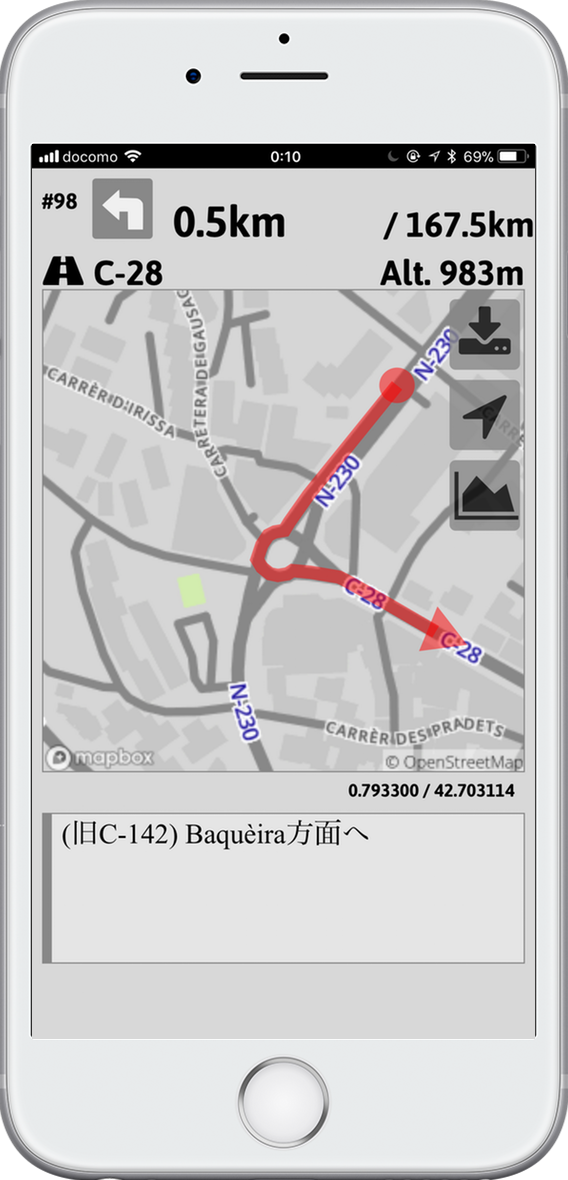 docomo 0:10 69%
#98 0.5km / 167.5km
C-28 Alt. 983m
N-230
CARRÈR D'IRISSA
CARRETERA DE GAUSAC
CARRÈ
N-230
C-28
C-28
N-230
CARRÈR DES PRADETS
mapbox © OpenStreetMap
0.793300 / 42.703114
(旧C-142) Baquèira方面へ